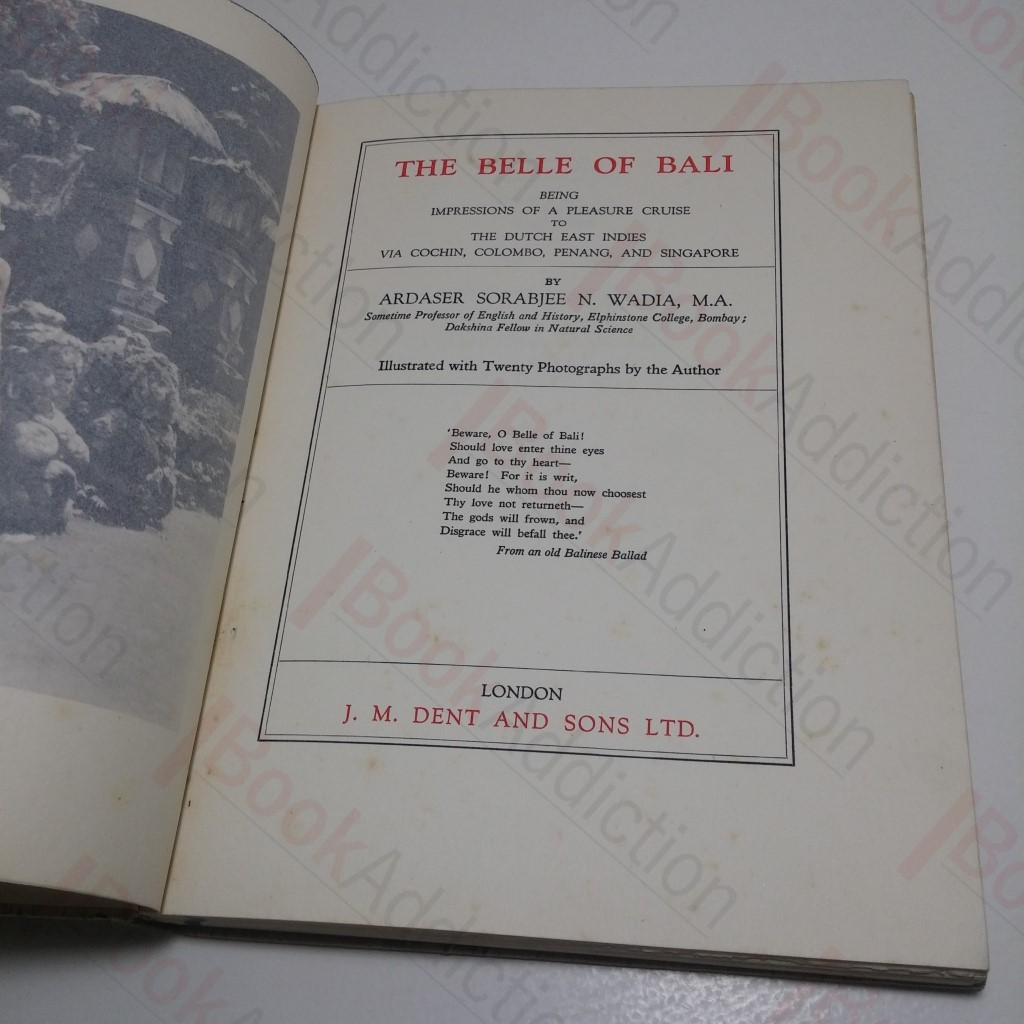 THE BELLE OF BALI
BEING
IMPRESSIONS OF A PLEASURE CRUISE
TO
THE DUTCH EAST INDIES
VIA COCHIN, COLOMBO, PENANG, AND SINGAPORE
BY
ARDASER SORABJEE N. WADIA, M.A.
Sometime Professor of English and History, Elphinstone College, Bombay;
Dakshina Fellow in Natural Science
Illustrated with Twenty Photographs by the Author
'Beware, O Belle of Bali!
Should love enter thine eyes
And go to thy heart—
Beware! For it is writ,
Should he whom thou now choosest
Thy love not returneth—
The gods will frown, and
Disgrace will befall thee.'
From an old Balinese Ballad
LONDON
J. M. DENT AND SONS LTD.
BookAddiction
BookAddiction
BookAddiction
BookAddiction